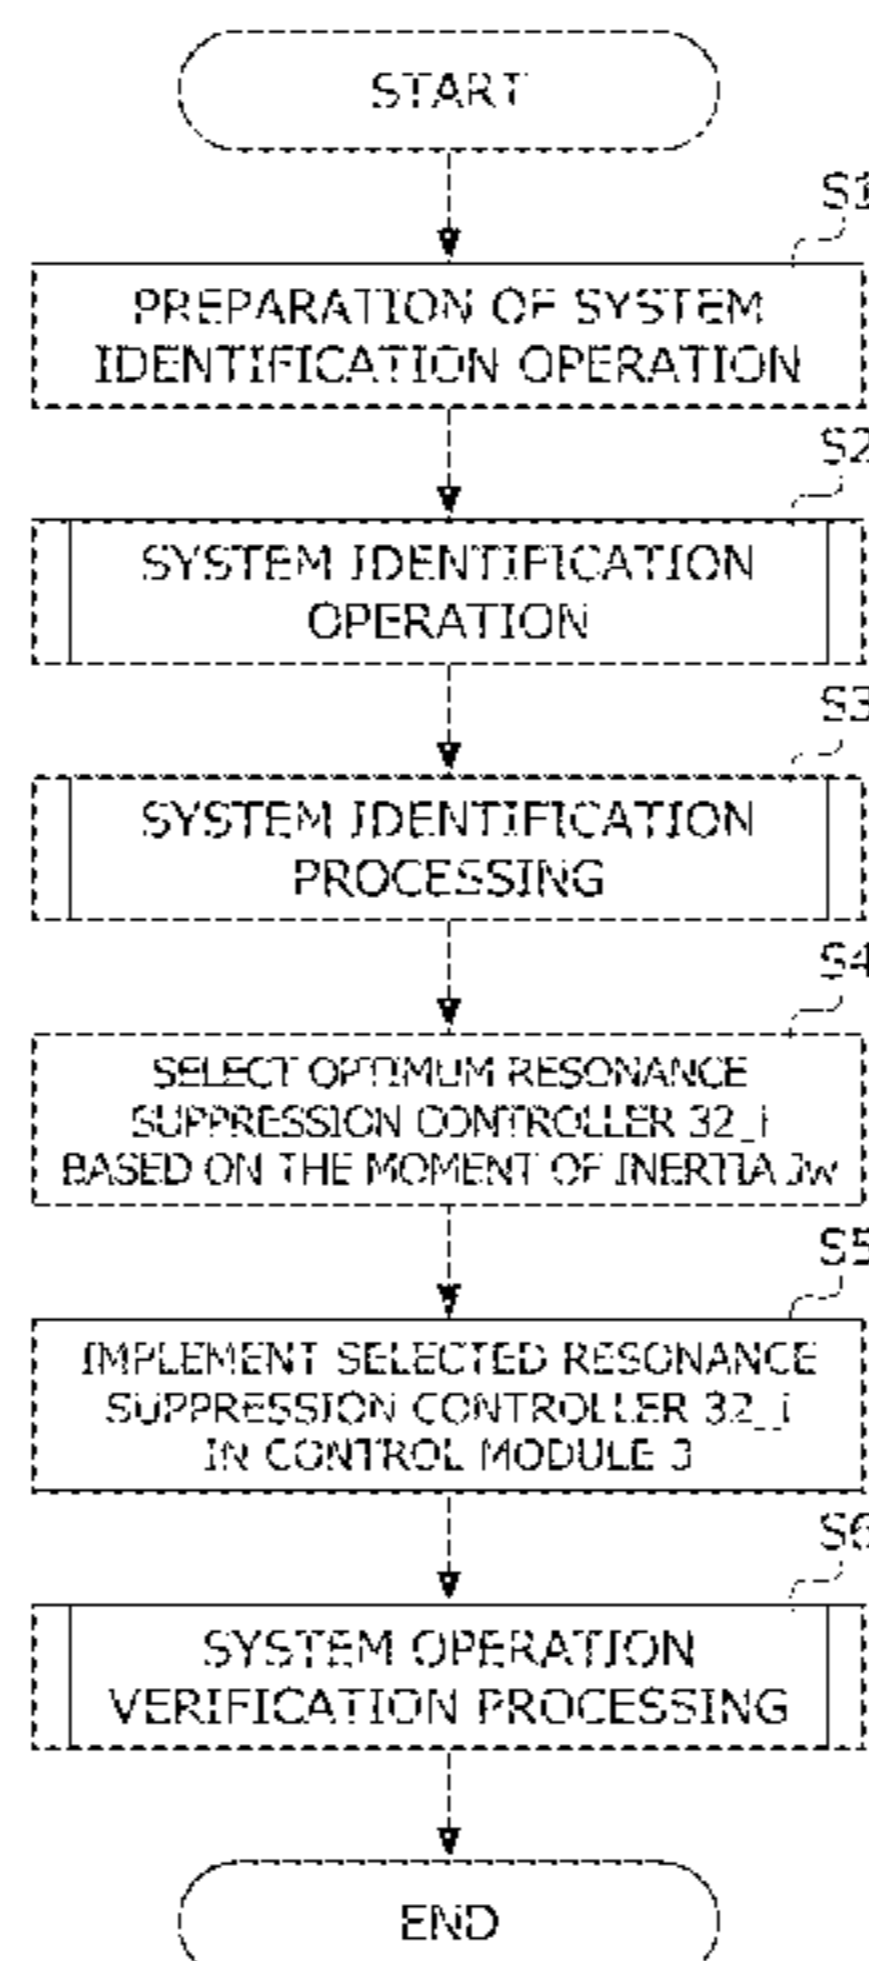 START
S1
PREPARATION OF SYSTEM
IDENTIFICATION OPERATION
S2
SYSTEM IDENTIFICATION
OPERATION
S3
SYSTEM IDENTIFICATION
PROCESSING
S4
SELECT OPTIMUM RESONANCE
SUPPRESSION CONTROLLER 32_i
BASED ON THE MOMENT OF INERTIA Jw
S5
IMPLEMENT SELECTED RESONANCE
SUPPRESSION CONTROLLER 32_i
IN CONTROL MODULE 3
S6
SYSTEM OPERATION
VERIFICATION PROCESSING
END